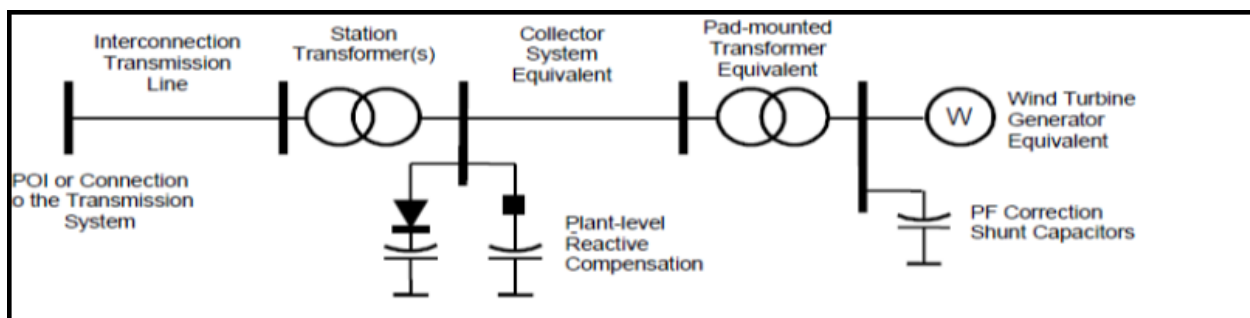 Interconnection
Transmission
Line
Station
Transformer(s)
Collector
System
Equivalent
Pad-mounted
Transformer
Equivalent
W
Wind Turbine
Generator
Equivalent
POI or Connection
o the Transmission
System
Plant-level
Reactive
Compensation
PF Correction
Shunt Capacitors